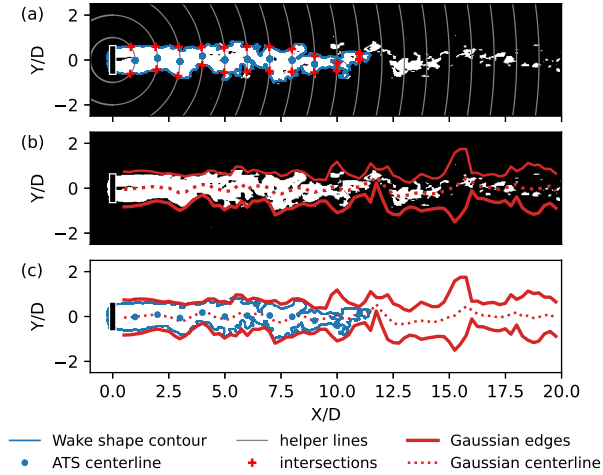 (a)
Y/D
2
0
−2
(b)
Y/D
2
0
−2
(c)
Y/D
2
0
−2
0.0 2.5 5.0 7.5 10.0 12.5 15.0 17.5 20.0
X/D
Wake shape contour helper lines Gaussian edges
ATS centerline intersections Gaussian centerline